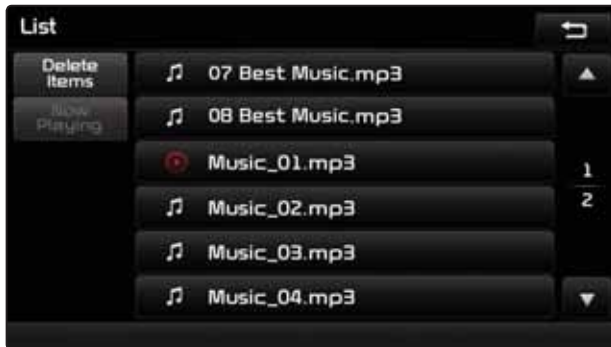 List
Delete
Items
Now
Playing
07 Best Music.mp3
08 Best Music.mp3
Music_01.mp3
Music_02.mp3
Music_03.mp3
Music_04.mp3
1
2